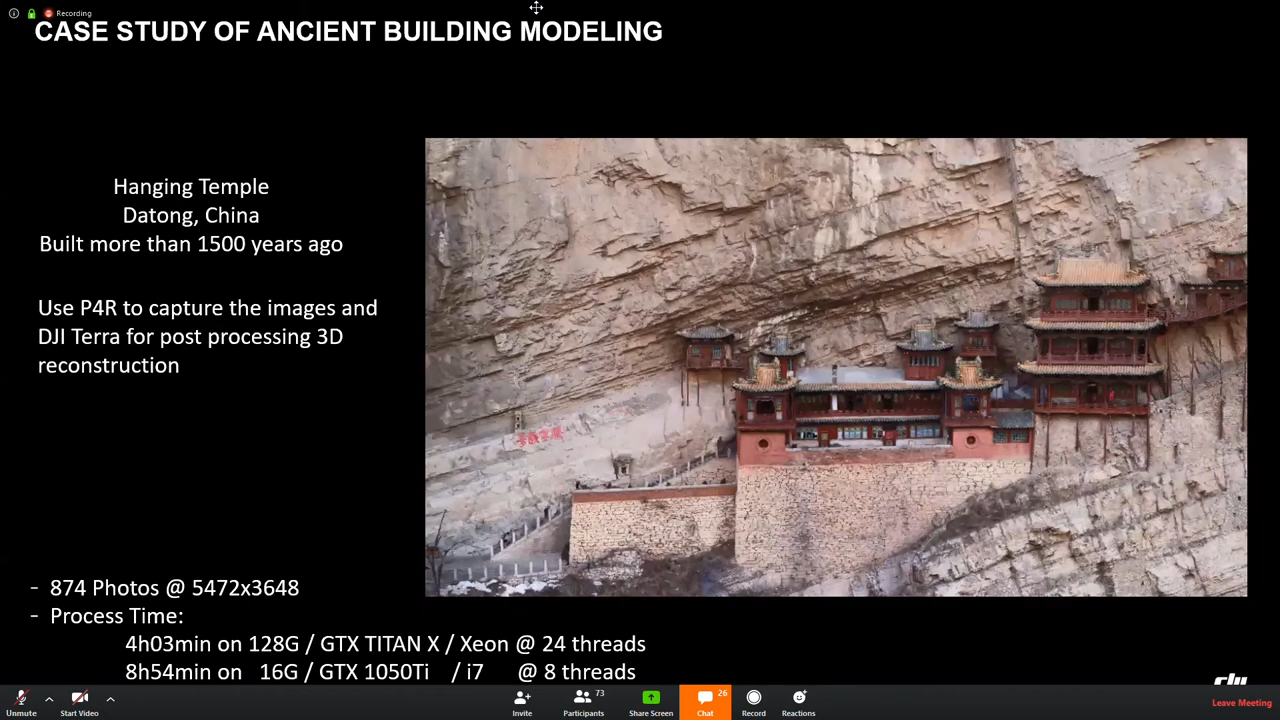 Recording
CASE STUDY OF ANCIENT BUILDING MODELING
Hanging Temple
Datong, China
Built more than 1500 years ago
Use P4R to capture the images and
DJI Terra for post processing 3D
reconstruction
- 874 Photos @ 5472x3648
- Process Time:
4h03min on 128G / GTX TITAN X / Xeon @ 24 threads
8h54min on 16G / GTX 1050Ti / i7 @ 8 threads
Unmute
Start Video
Invite
Participants 73
Share Screen
Chat 26
Record
Reactions
Leave Meeting